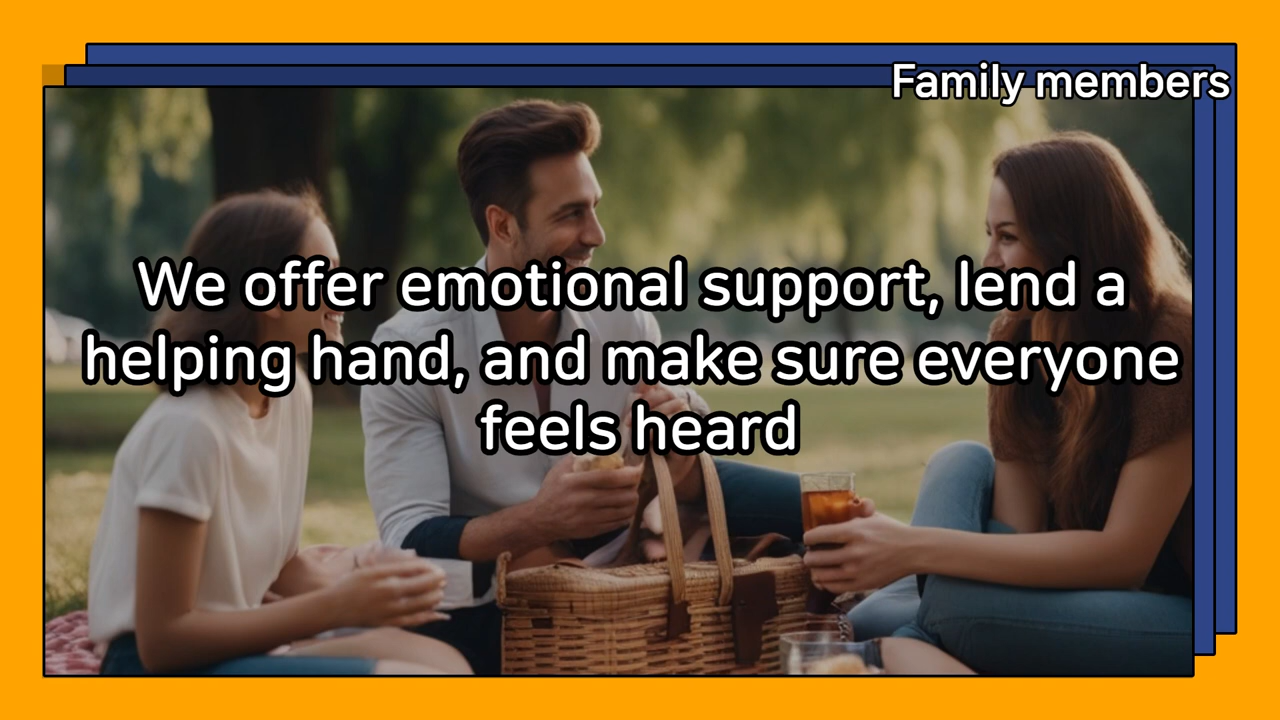 Family members
We offer emotional support, lend a
helping hand, and make sure everyone
feels heard